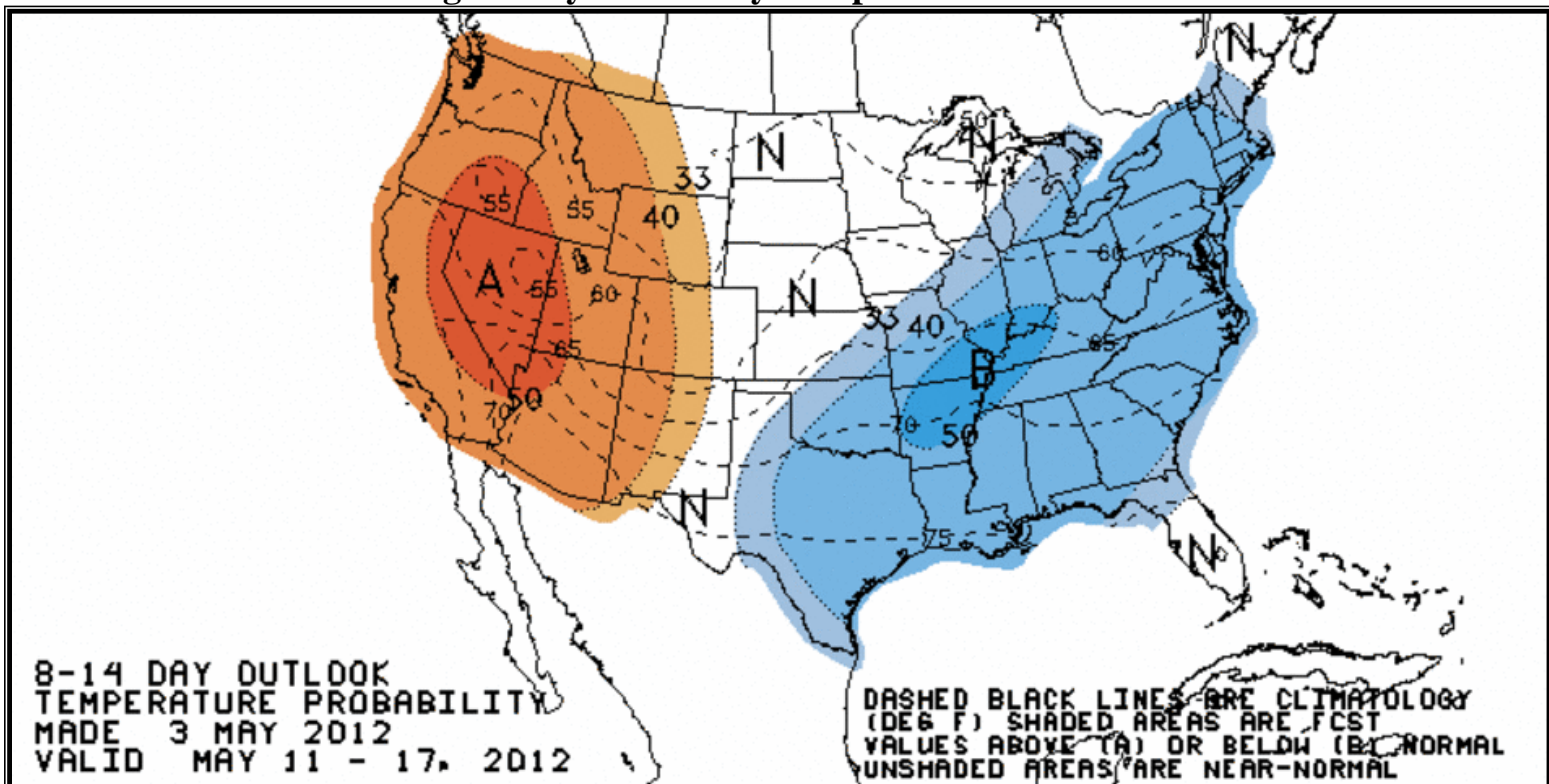 N
N
N
50
33
40
55
55
A
55
60
N
60
33
40
65
65
B
50
70
70
50
N
75
N
8-14 DAY OUTLOOK
TEMPERATURE PROBABILITY
MADE 3 MAY 2012
VALID MAY 11 - 17, 2012
DASHED BLACK LINES ARE CLIMATOLOGY
(DEG F) SHADED AREAS ARE FCST
VALUES ABOVE (A) OR BELOW (B) NORMAL
UNSHADED AREAS ARE NEAR-NORMAL